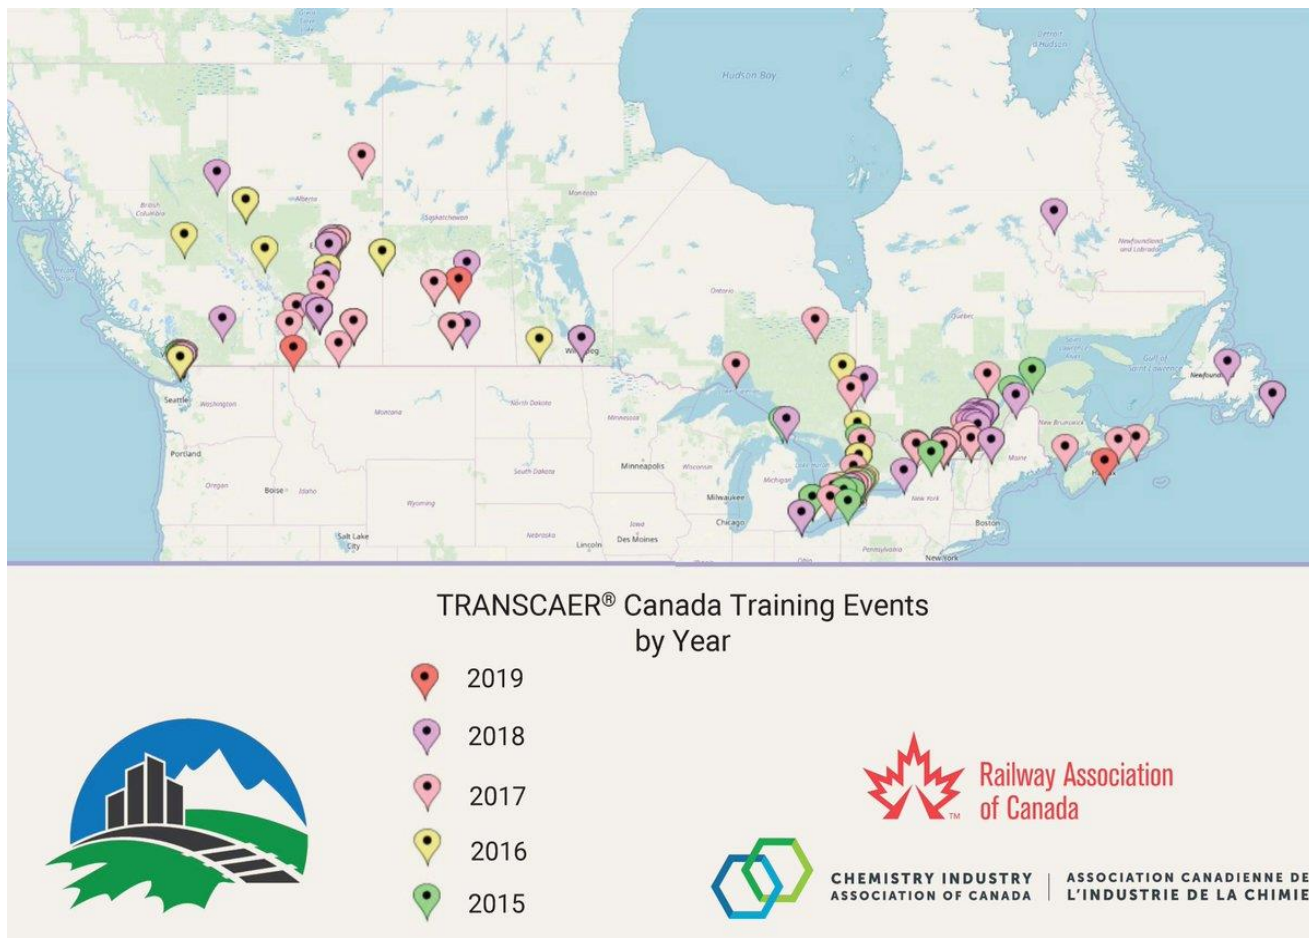 Hudson Bay
British
Columbia
Alberta
Saskatchewan
Manitoba
Ontario
Quebec
Newfoundland
and Labrador
Gulf of
Saint Lawrence
New Brunswick
Seattle
Washington
Montana
North Dakota
Minnesota
Maine
Portland
Oregon
Boise
Idaho
South Dakota
Minneapolis
Wisconsin
Michigan
Wyoming
Milwaukee
New York
Chicago
Boston
Salt Lake
City
Nebraska
Iowa
Lincoln
Des Moines
Pennsylvania
Ohio
New York
TRANSCAER® Canada Training Events
by Year
2019
2018
2017
2016
2015
Railway Association
of Canada
TM
CHEMISTRY INDUSTRY
ASSOCIATION OF CANADA
ASSOCIATION CANADIENNE DE
L'INDUSTRIE DE LA CHIMIE